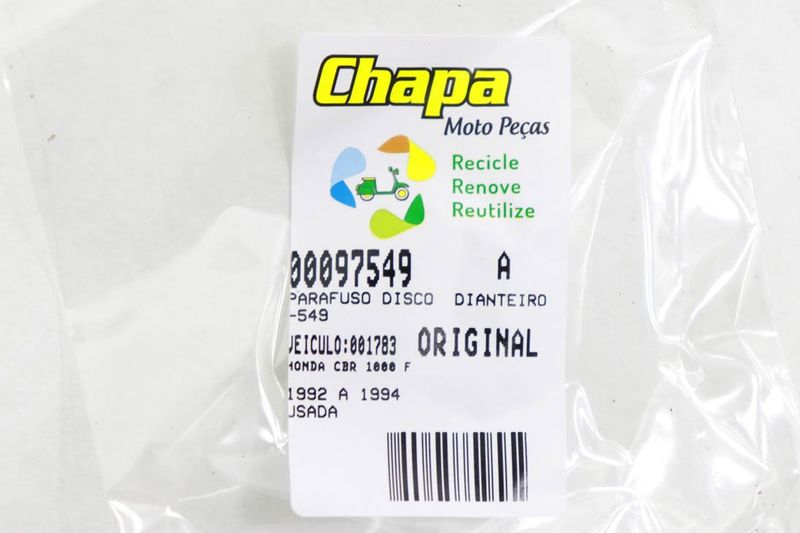 Chapa
Moto Peças
Recicle
Renove
Reutilize
00097549 A
PARAFUSO DISCO DIANTEIRO
-549
VEICULO:001783 ORIGINAL
HONDA CBR 1000 F
1992 A 1994
USADA